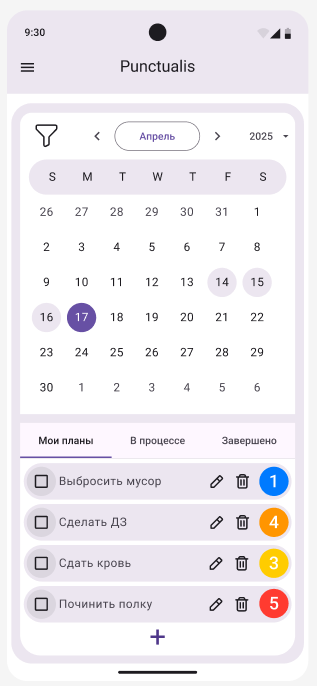 9:30
Punctualis
Апрель 2025
S M T W T F S
26 27 28 29 30 31 1
2 3 4 5 6 7 8
9 10 11 12 13 14 15
16 17 18 19 20 21 22
23 24 25 26 27 28 29
30 1 2 3 4 5 6
Мои планы В процессе Завершено
Выбросить мусор 1
Сделать ДЗ 4
Сдать кровь 3
Починить полку 5
+